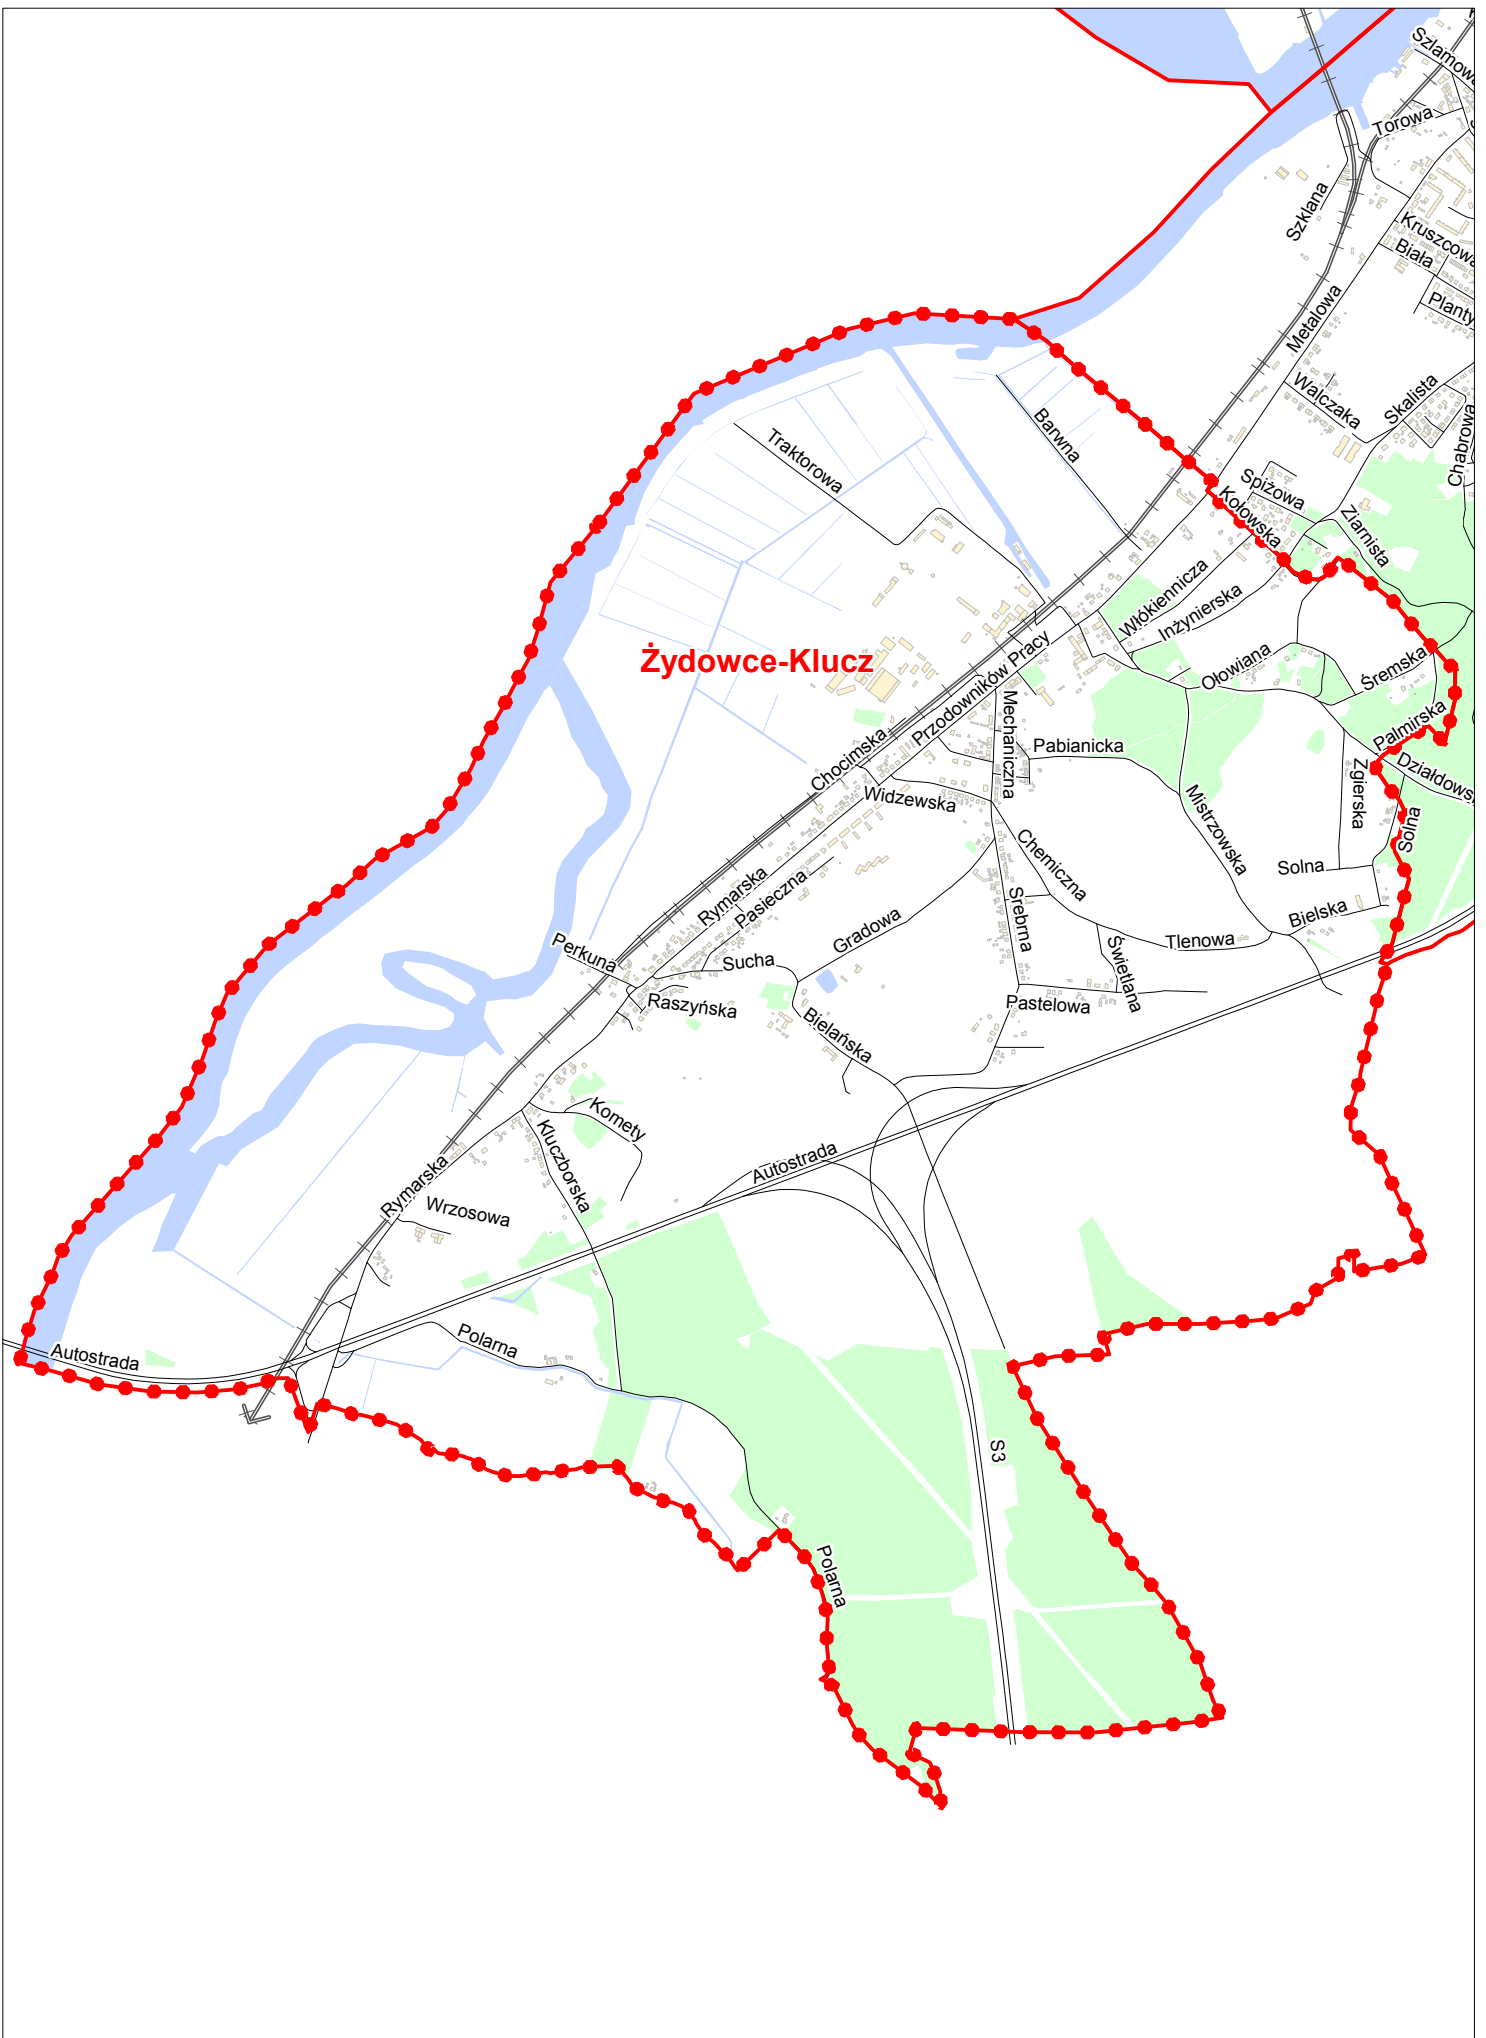 Szlamowa
Torowa
Szklana
Kruszcowa
Biała
Planty
Metalowa
Walczaka
Skalista
Chabrowa
Barwna
Traktorowa
Spiżowa
Kołowska
Ziarnista
Włókiennicza
Inżynierska
Żydowce-Klucz
Ołowiana
Śremska
Przodowników Pracy
Mechaniczna
Pabianicka
Palmirska
Chocimska
Działdowsk
Zgierska
Widzewska
Mistrzowska
Solna
Chemiczna
Solna
Rymarska
Pasieczna
Srebrna
Gradowa
Bielska
Tlenowa
Perkuna
Sucha
Świetlana
Raszyńska
Pastelowa
Bielańska
Komety
Kluczborska
Autostrada
Rymarska
Wrzosowa
Polarna
Autostrada
S3
Polarna